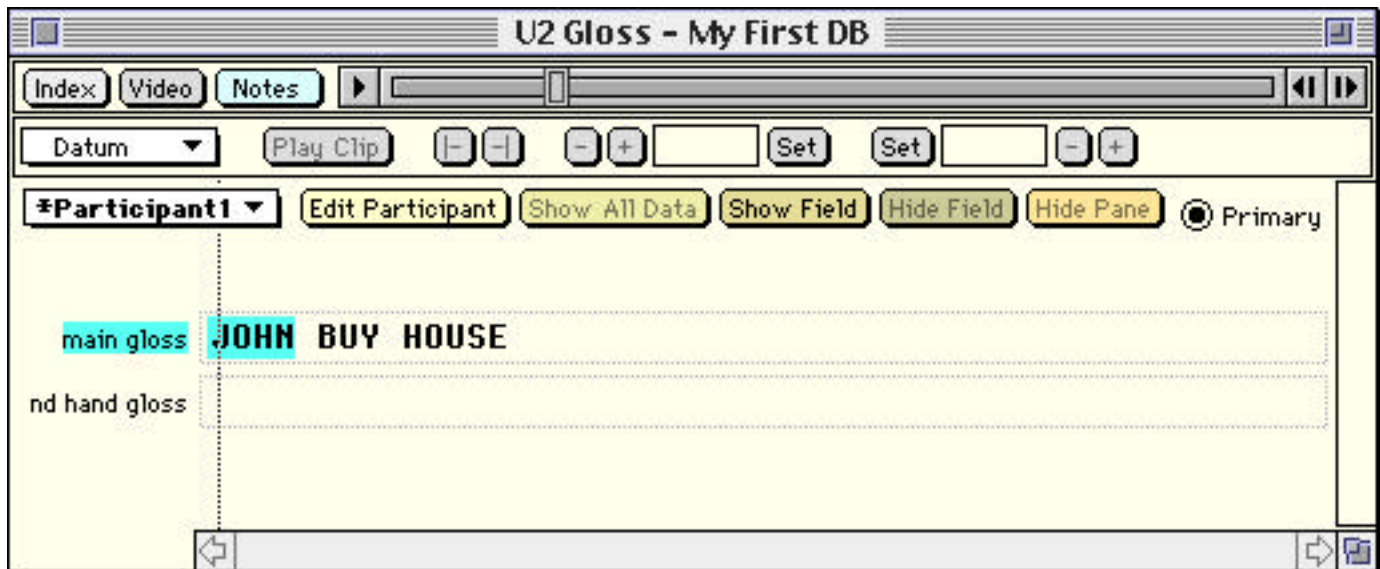 U2 Gloss - My First DB
Index Video Notes
Datum Play Clip |- -| - + Set Set - +
*Participant1 Edit Participant Show All Data Show Field Hide Field Hide Pane Primary
main gloss JOHN BUY HOUSE
nd hand gloss